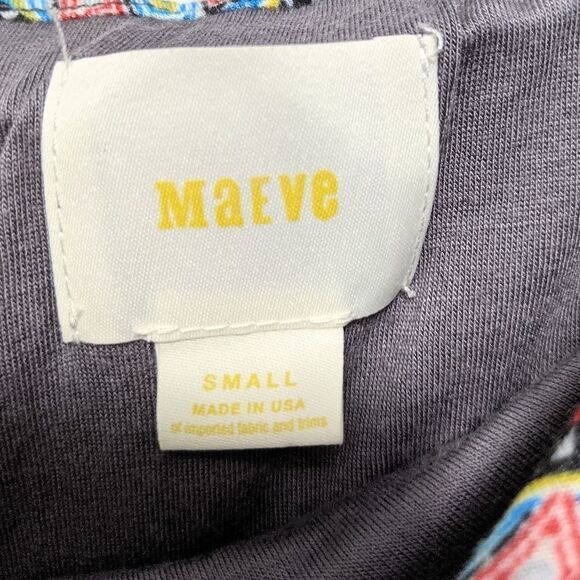 MaEve
SMALL
MADE IN USA
of imported fabric and trims